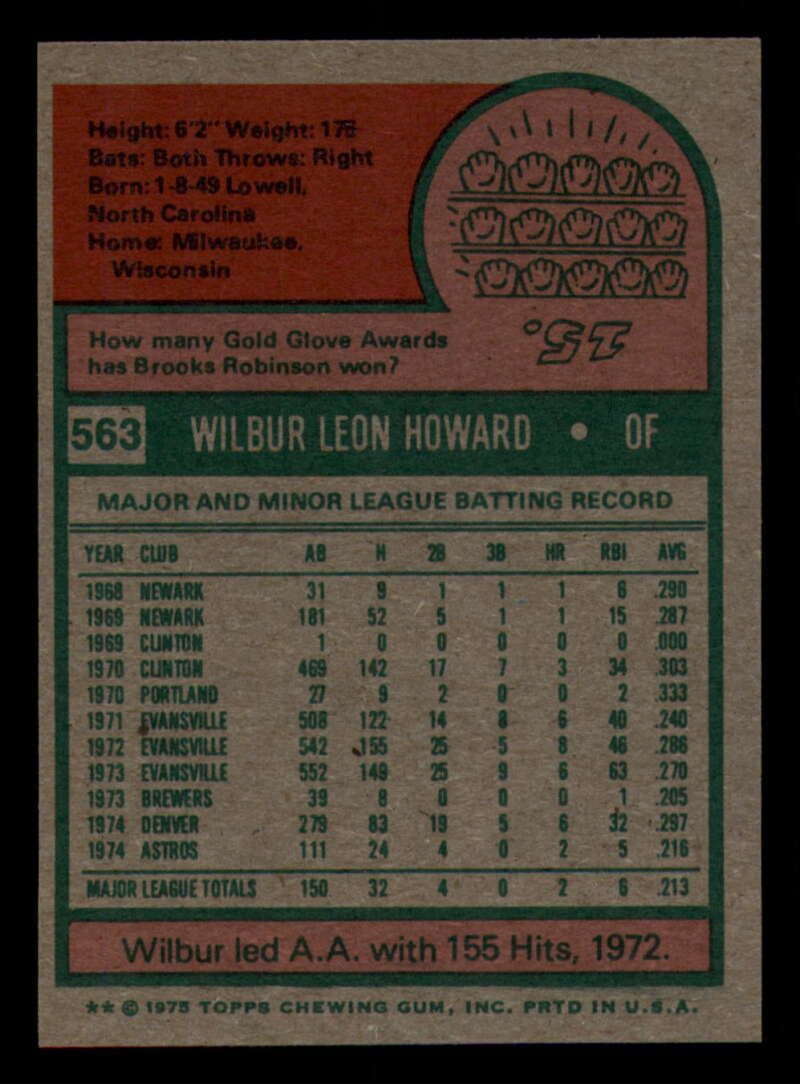 Height: 6'2" Weight: 175
Bats: Both Throws: Right
Born: 1-8-49 Lowell,
North Carolina
Home: Milwaukee,
Wisconsin
How many Gold Glove Awards
has Brooks Robinson won?
15.
563 WILBUR LEON HOWARD • OF
MAJOR AND MINOR LEAGUE BATTING RECORD
YEAR CLUB AB H 2B 3B HR RBI AVG
1968 NEWARK 31 9 1 1 1 6 .290
1969 NEWARK 181 52 5 1 1 15 .287
1969 CLINTON 1 0 0 0 0 0 .000
1970 CLINTON 469 142 17 7 3 34 .303
1970 PORTLAND 27 9 2 0 0 2 .333
1971 EVANSVILLE 508 122 14 8 6 40 .240
1972 EVANSVILLE 542 155 25 5 8 46 .286
1973 EVANSVILLE 552 149 25 9 6 63 .270
1973 BREWERS 39 8 0 0 0 1 .205
1974 DENVER 279 83 19 5 6 32 .297
1974 ASTROS 111 24 4 0 2 5 .216
MAJOR LEAGUE TOTALS 150 32 4 0 2 6 .213
Wilbur led A.A. with 155 Hits, 1972.
** © 1975 TOPPS CHEWING GUM, INC. PRTD IN U.S.A.